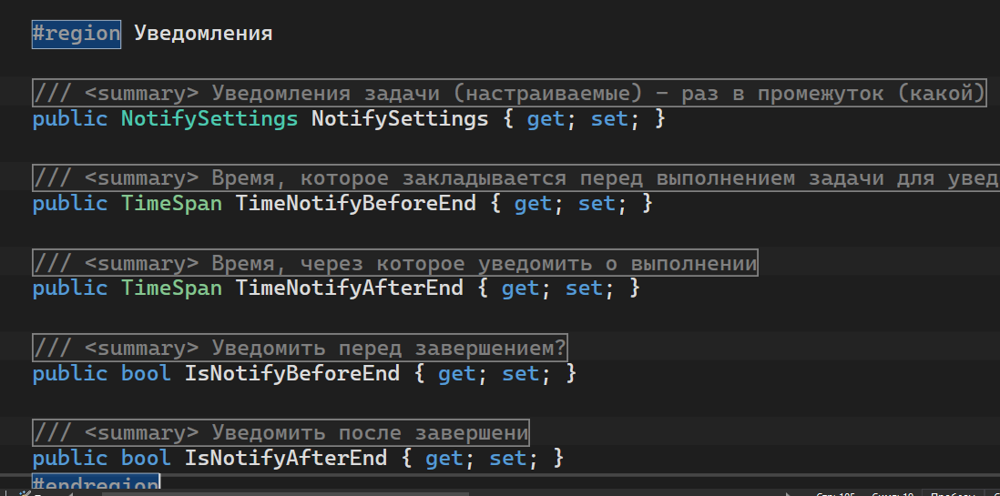 #region Уведомления
/// <summary> Уведомления задачи (настраиваемые) – раз в промежуток (какой)
public NotifySettings NotifySettings { get; set; }
/// <summary> Время, которое закладывается перед выполнением задачи для увед
public TimeSpan TimeNotifyBeforeEnd { get; set; }
/// <summary> Время, через которое уведомить о выполнении
public TimeSpan TimeNotifyAfterEnd { get; set; }
/// <summary> Уведомить перед завершением?
public bool IsNotifyBeforeEnd { get; set; }
/// <summary> Уведомить после завершени
public bool IsNotifyAfterEnd { get; set; }
#endregion